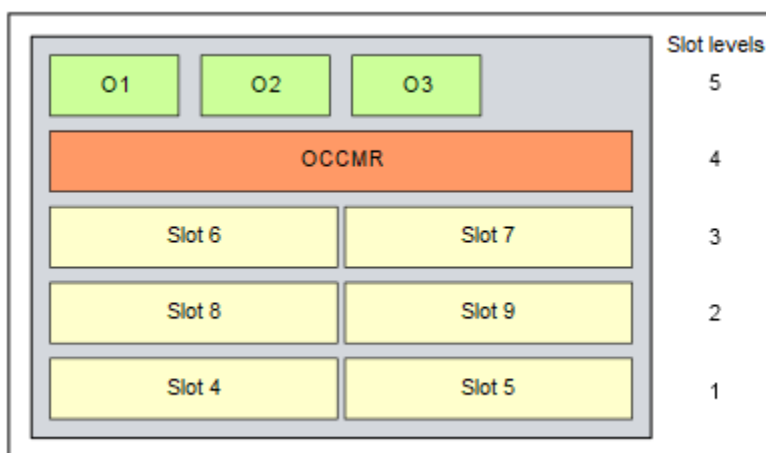 Slot levels
O1 O2 O3 5
OCCMR 4
Slot 6 Slot 7 3
Slot 8 Slot 9 2
Slot 4 Slot 5 1